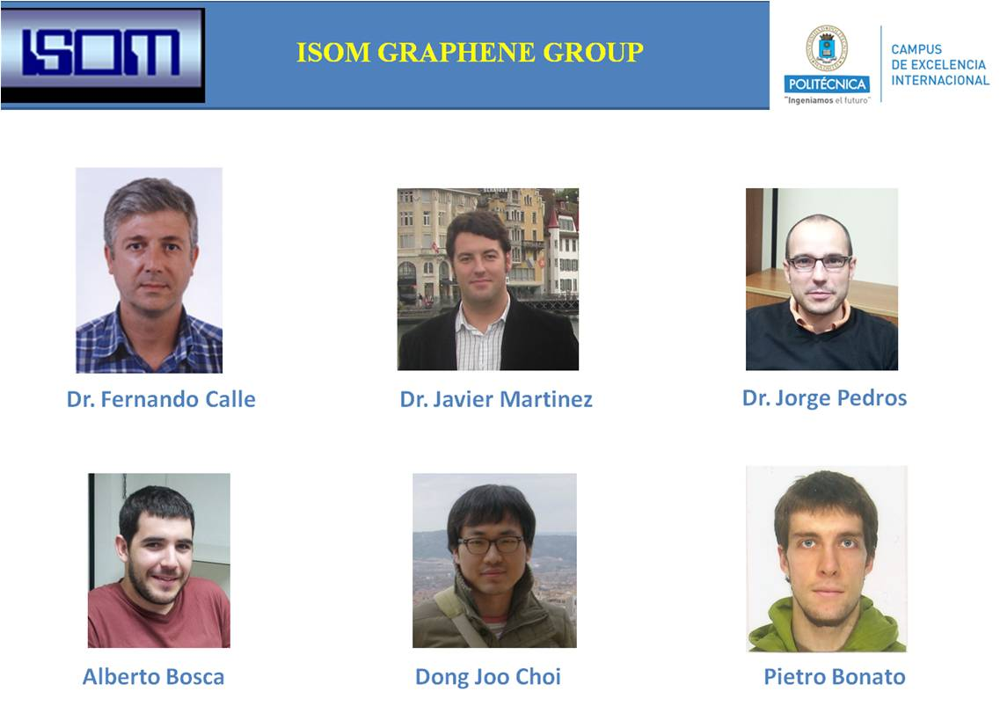 ISOM
ISOM GRAPHENE GROUP
POLITÉCNICA
"Ingeniamos el futuro"
CAMPUS
DE EXCELENCIA
INTERNACIONAL
Dr. Fernando Calle
Dr. Javier Martinez
Dr. Jorge Pedros
Alberto Bosca
Dong Joo Choi
Pietro Bonato